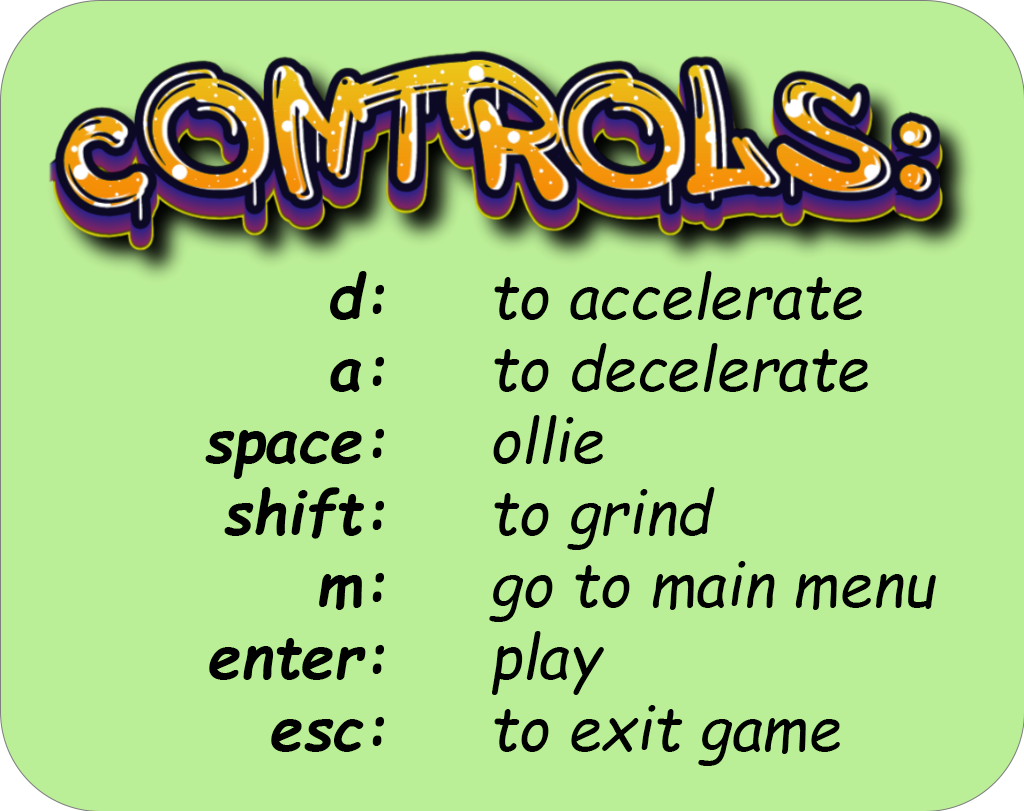 cONTROLS:
d: to accelerate
a: to decelerate
space: ollie
shift: to grind
m: go to main menu
enter: play
esc: to exit game